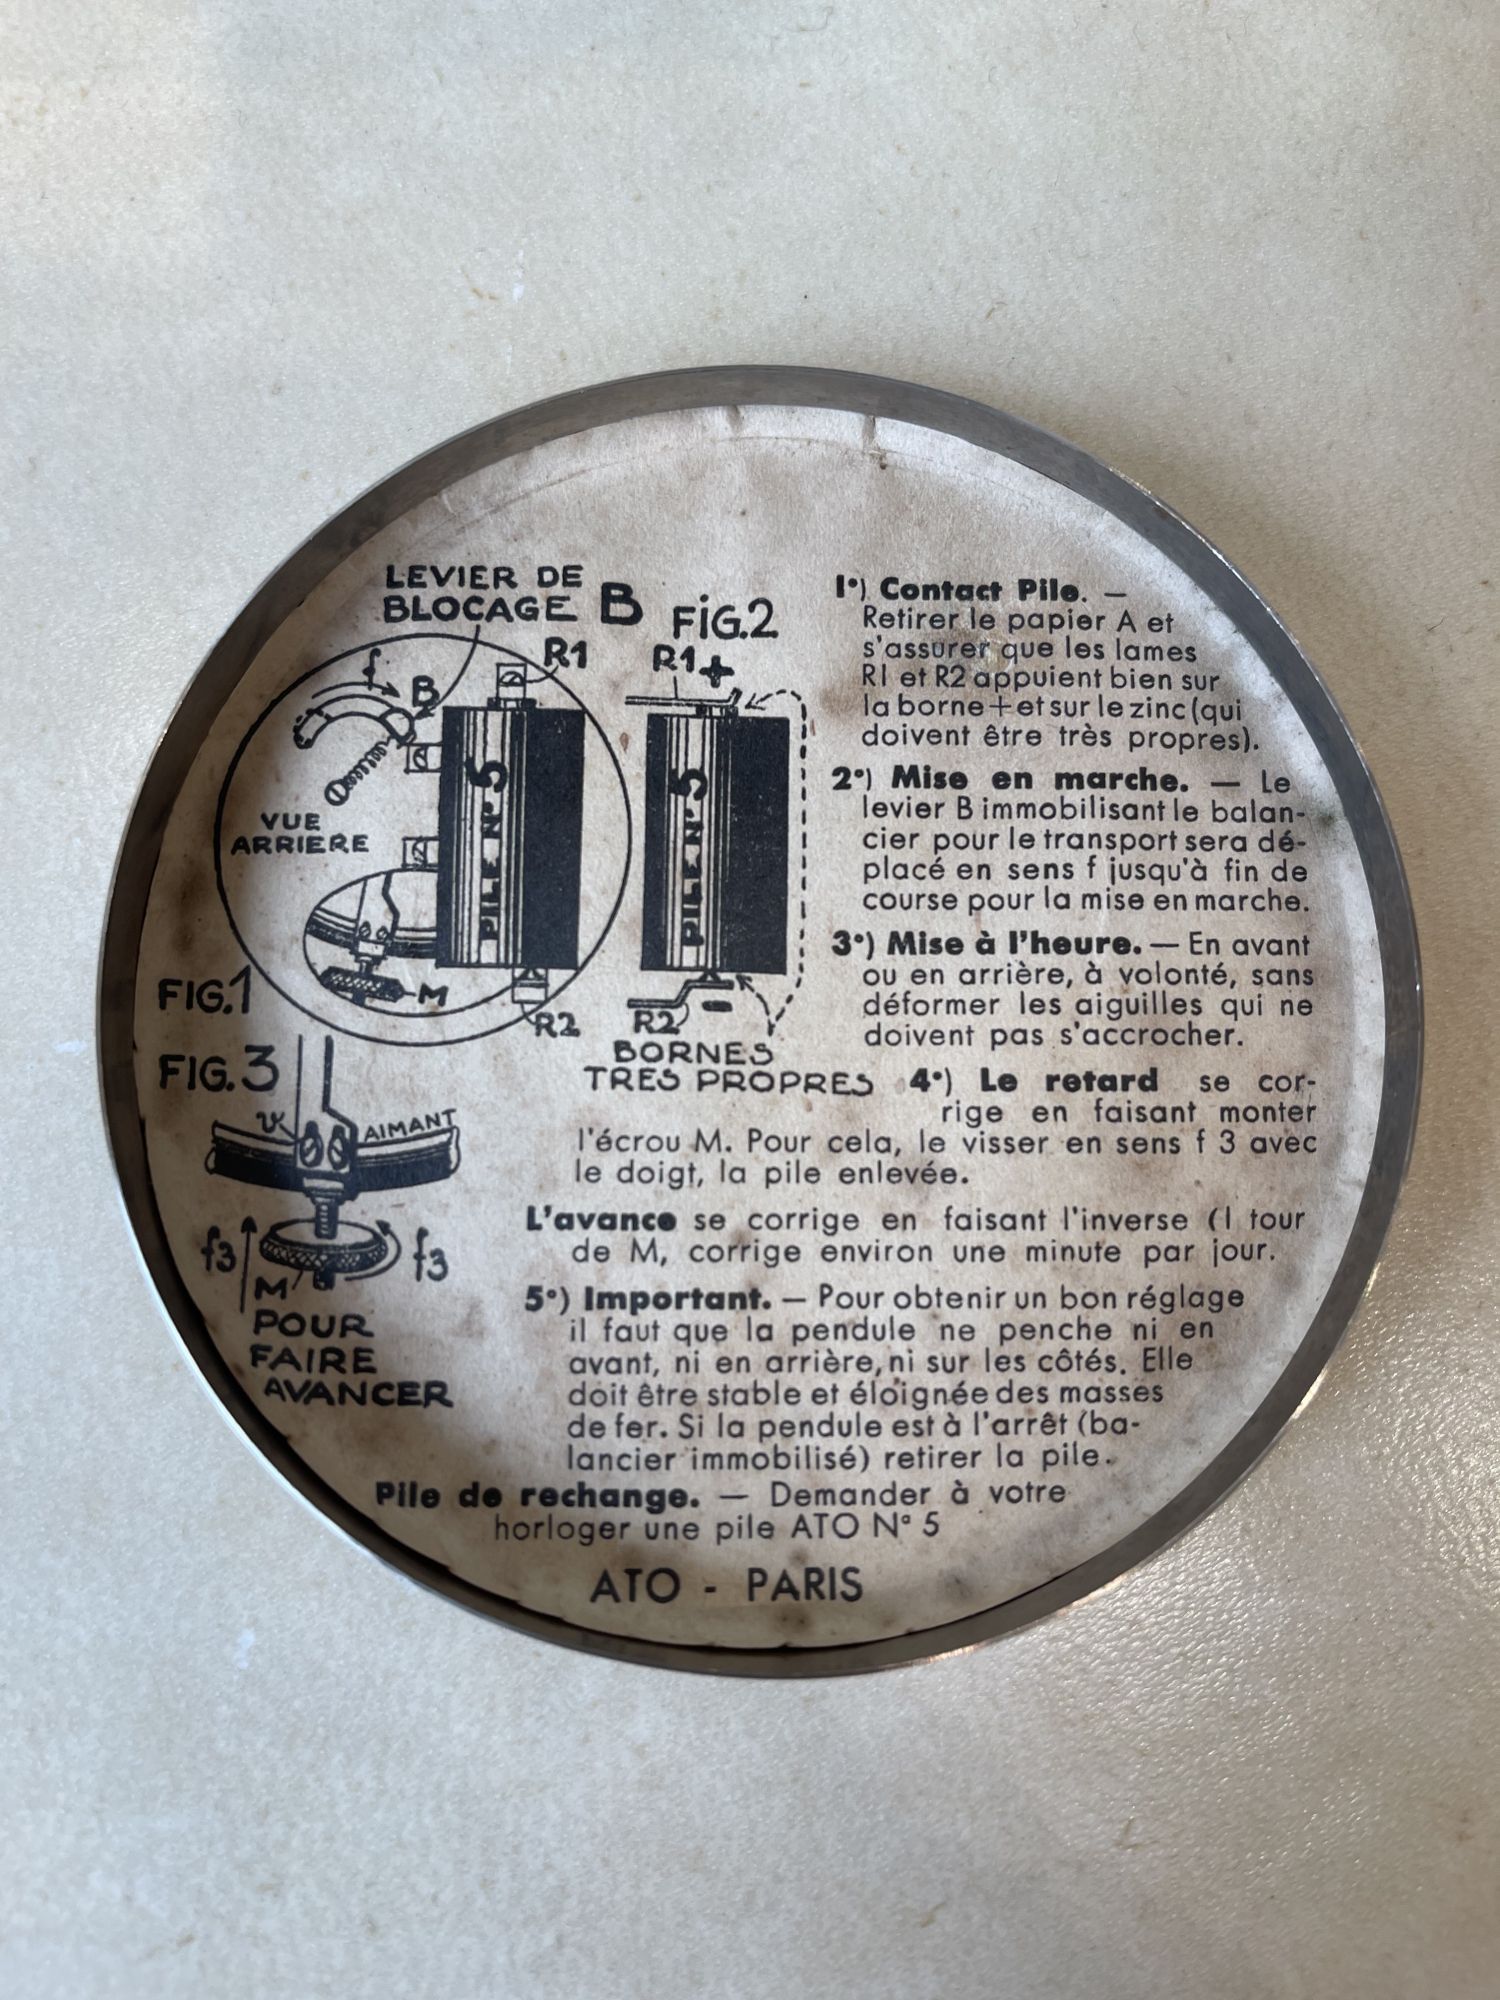 LEVIER DE
BLOCAGE B
FIG.2
f
B
R1
R1 +
PILE N° 5
PILE N° 5
VUE
ARRIERE
M
FIG.1
R2
R2 -
BORNES
TRES PROPRES
FIG.3
v
AIMANT
f3
f3
M
POUR
FAIRE
AVANCER
1°) Contact Pile. —
Retirer le papier A et
s'assurer que les lames
R1 et R2 appuient bien sur
la borne + et sur le zinc (qui
doivent être très propres).
2°) Mise en marche. — Le
levier B immobilisant le balan-
cier pour le transport sera dé-
placé en sens f jusqu'à fin de
course pour la mise en marche.
3°) Mise à l'heure. — En avant
ou en arrière, à volonté, sans
déformer les aiguilles qui ne
doivent pas s'accrocher.
4°) Le retard se cor-
rige en faisant monter
l'écrou M. Pour cela, le visser en sens f 3 avec
le doigt, la pile enlevée.
L'avance se corrige en faisant l'inverse (1 tour
de M, corrige environ une minute par jour.
5°) Important. — Pour obtenir un bon réglage
il faut que la pendule ne penche ni en
avant, ni en arrière, ni sur les côtés. Elle
doit être stable et éloignée des masses
de fer. Si la pendule est à l'arrêt (ba-
lancier immobilisé) retirer la pile.
Pile de rechange. — Demander à votre
horloger une pile ATO N° 5
ATO - PARIS